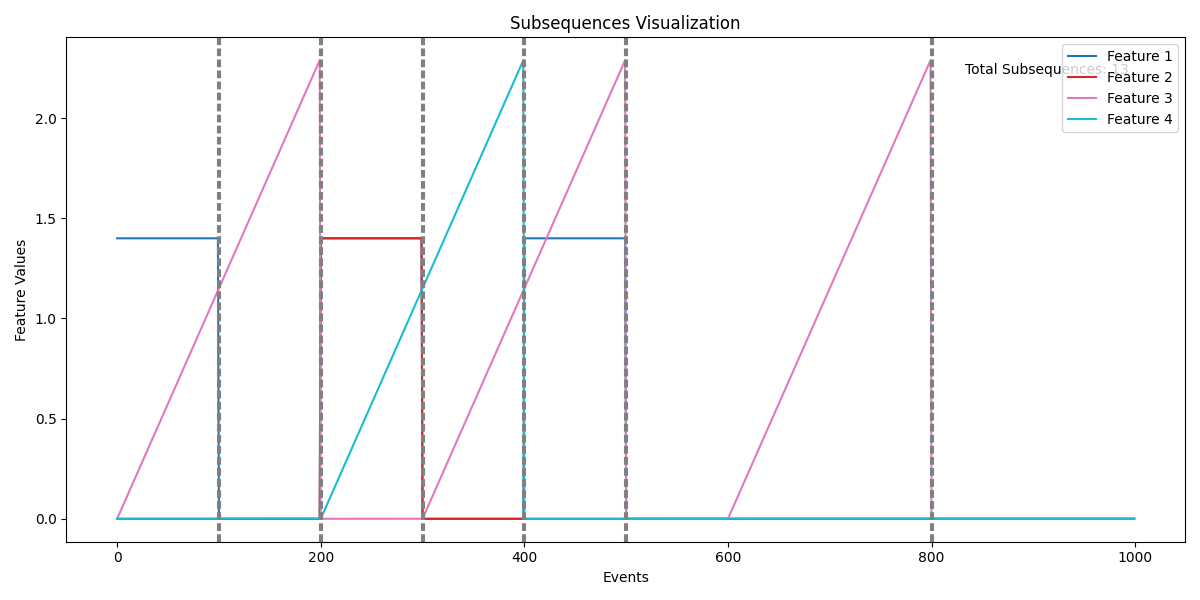 Subsequences Visualization
Feature Values
2.0
1.5
1.0
0.5
0.0
Total Subsequences: 13
Feature 1
Feature 2
Feature 3
Feature 4
0
200
400
600
800
1000
Events